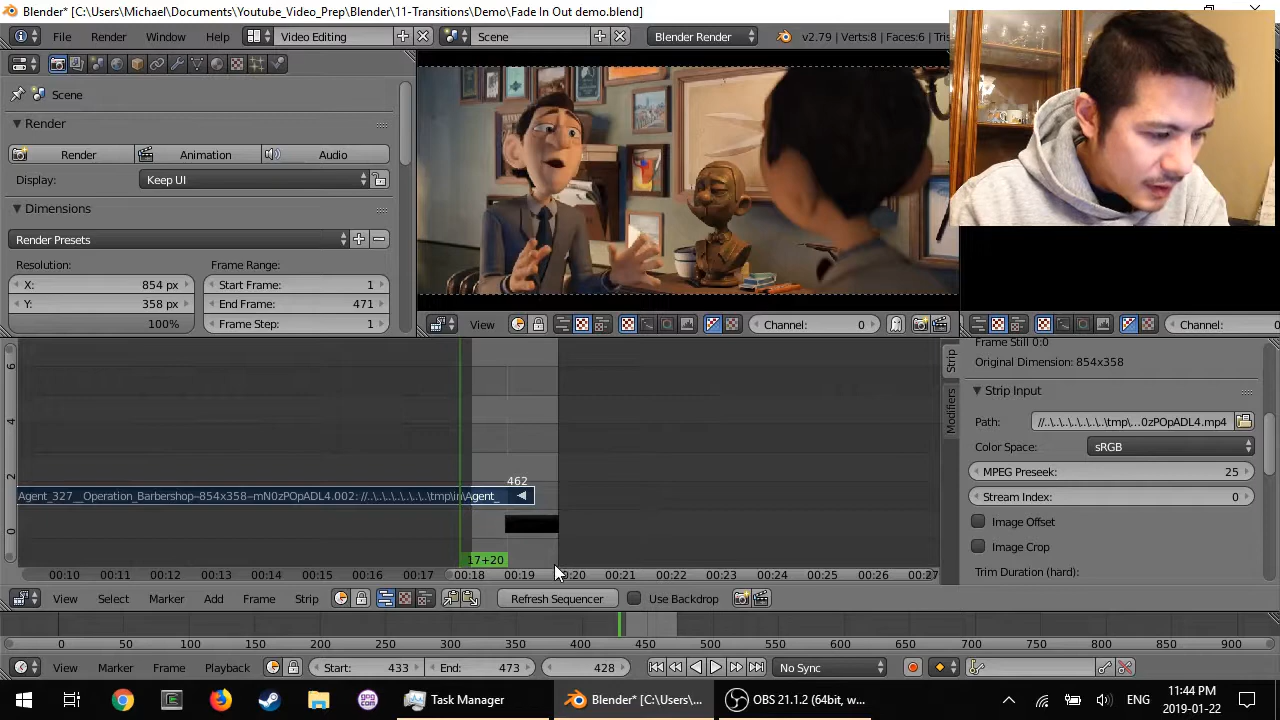 Blender* [C:\Users\Michael\Documents\Youtube_Video_Prep\Blender\11-Transitions\Demo\Fade In Out demo.blend]
File Render Window Help Video Editing Scene Blender Render v2.79 | Verts:8 | Faces:6 | Tris
Scene
Render
Render Animation Audio
Display: Keep UI
Dimensions
Render Presets
Resolution: Frame Range:
X: 854 px Start Frame: 1
Y: 358 px End Frame: 471
100% Frame Step: 1
View Channel: 0 Channel: 0
Frame Still 0:0
Original Dimension: 854x358
Strip
Modifiers
Strip Input
Path: //..\..\..\..\..\..\..\tmp\...0zPOpADL4.mp4
Color Space: sRGB
MPEG Preseek: 25
Stream Index: 0
Image Offset
Image Crop
Trim Duration (hard):
6
4
2
0
462
Agent_327__Operation_Barbershop-854x358-mN0zPOpADL4.002: //..\..\..\..\..\..\..\tmp\in\Agent_
17+20
00:10 00:11 00:12 00:13 00:14 00:15 00:16 00:17 00:18 00:19 00:20 00:21 00:22 00:23 00:24 00:25 00:26 00:27
View Select Marker Add Frame Strip Refresh Sequencer Use Backdrop
0 50 100 150 200 250 300 350 400 450 500 550 600 650 700 750 800 850 900
View Marker Frame Playback Start: 433 End: 473 428 No Sync
Task Manager Blender* [C:\Users\... OBS 21.1.2 (64bit, w... ENG 11:44 PM
2019-01-22